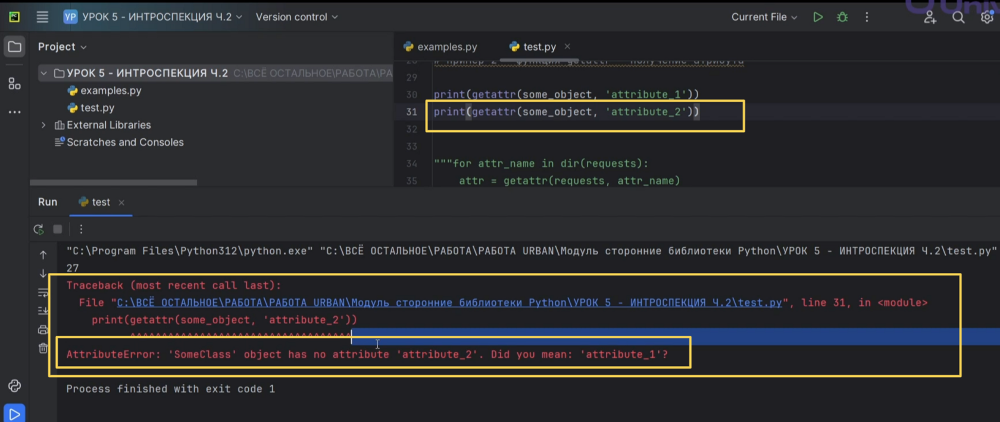 УР УРОК 5 - ИНТРОСПЕКЦИЯ Ч.2 Version control Current File
Project
УРОК 5 - ИНТРОСПЕКЦИЯ Ч.2 C:\ВСЁ ОСТАЛЬНОЕ\РАБОТА\РА
examples.py
test.py
External Libraries
Scratches and Consoles
examples.py test.py
29
30 print(getattr(some_object, 'attribute_1'))
31 print(getattr(some_object, 'attribute_2'))
32
33
34 """for attr_name in dir(requests):
35 attr = getattr(requests, attr_name)
Run test
"C:\Program Files\Python312\python.exe" "C:\ВСЁ ОСТАЛЬНОЕ\РАБОТА\РАБОТА URBAN\Модуль сторонние библиотеки Python\УРОК 5 - ИНТРОСПЕКЦИЯ Ч.2\test.py"
27
Traceback (most recent call last):
File "C:\ВСЁ ОСТАЛЬНОЕ\РАБОТА\РАБОТА URBAN\Модуль сторонние библиотеки Python\УРОК 5 - ИНТРОСПЕКЦИЯ Ч.2\test.py", line 31, in <module>
print(getattr(some_object, 'attribute_2'))
^^^^^^^^^^^^^^^^^^^^^^^^^^^^^^^^^^^
AttributeError: 'SomeClass' object has no attribute 'attribute_2'. Did you mean: 'attribute_1'?
Process finished with exit code 1